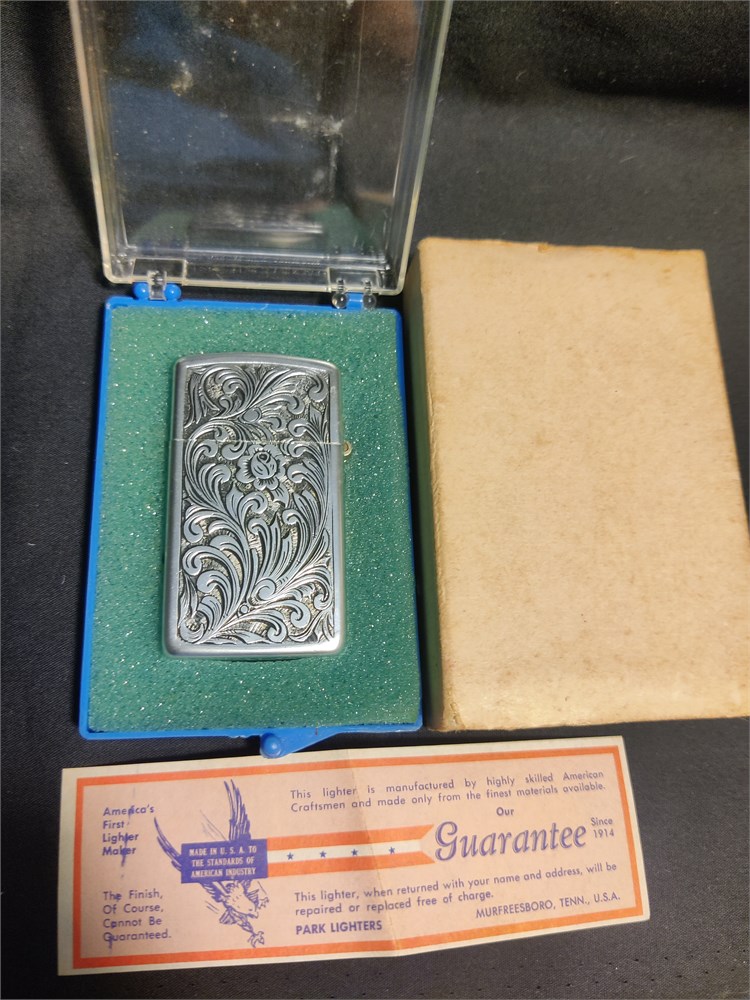 America's
First
Lighter
Maker
The Finish,
Of Course,
Cannot Be
Guaranteed.
MADE IN U. S. A. TO
THE STANDARDS OF
AMERICAN INDUSTRY
This lighter is manufactured by highly skilled American
Craftsmen and made only from the finest materials available.
Our
Guarantee
Since
1914
This lighter, when returned with your name and address, will be
repaired or replaced free of charge.
PARK LIGHTERS
MURFREESBORO, TENN., U.S.A.